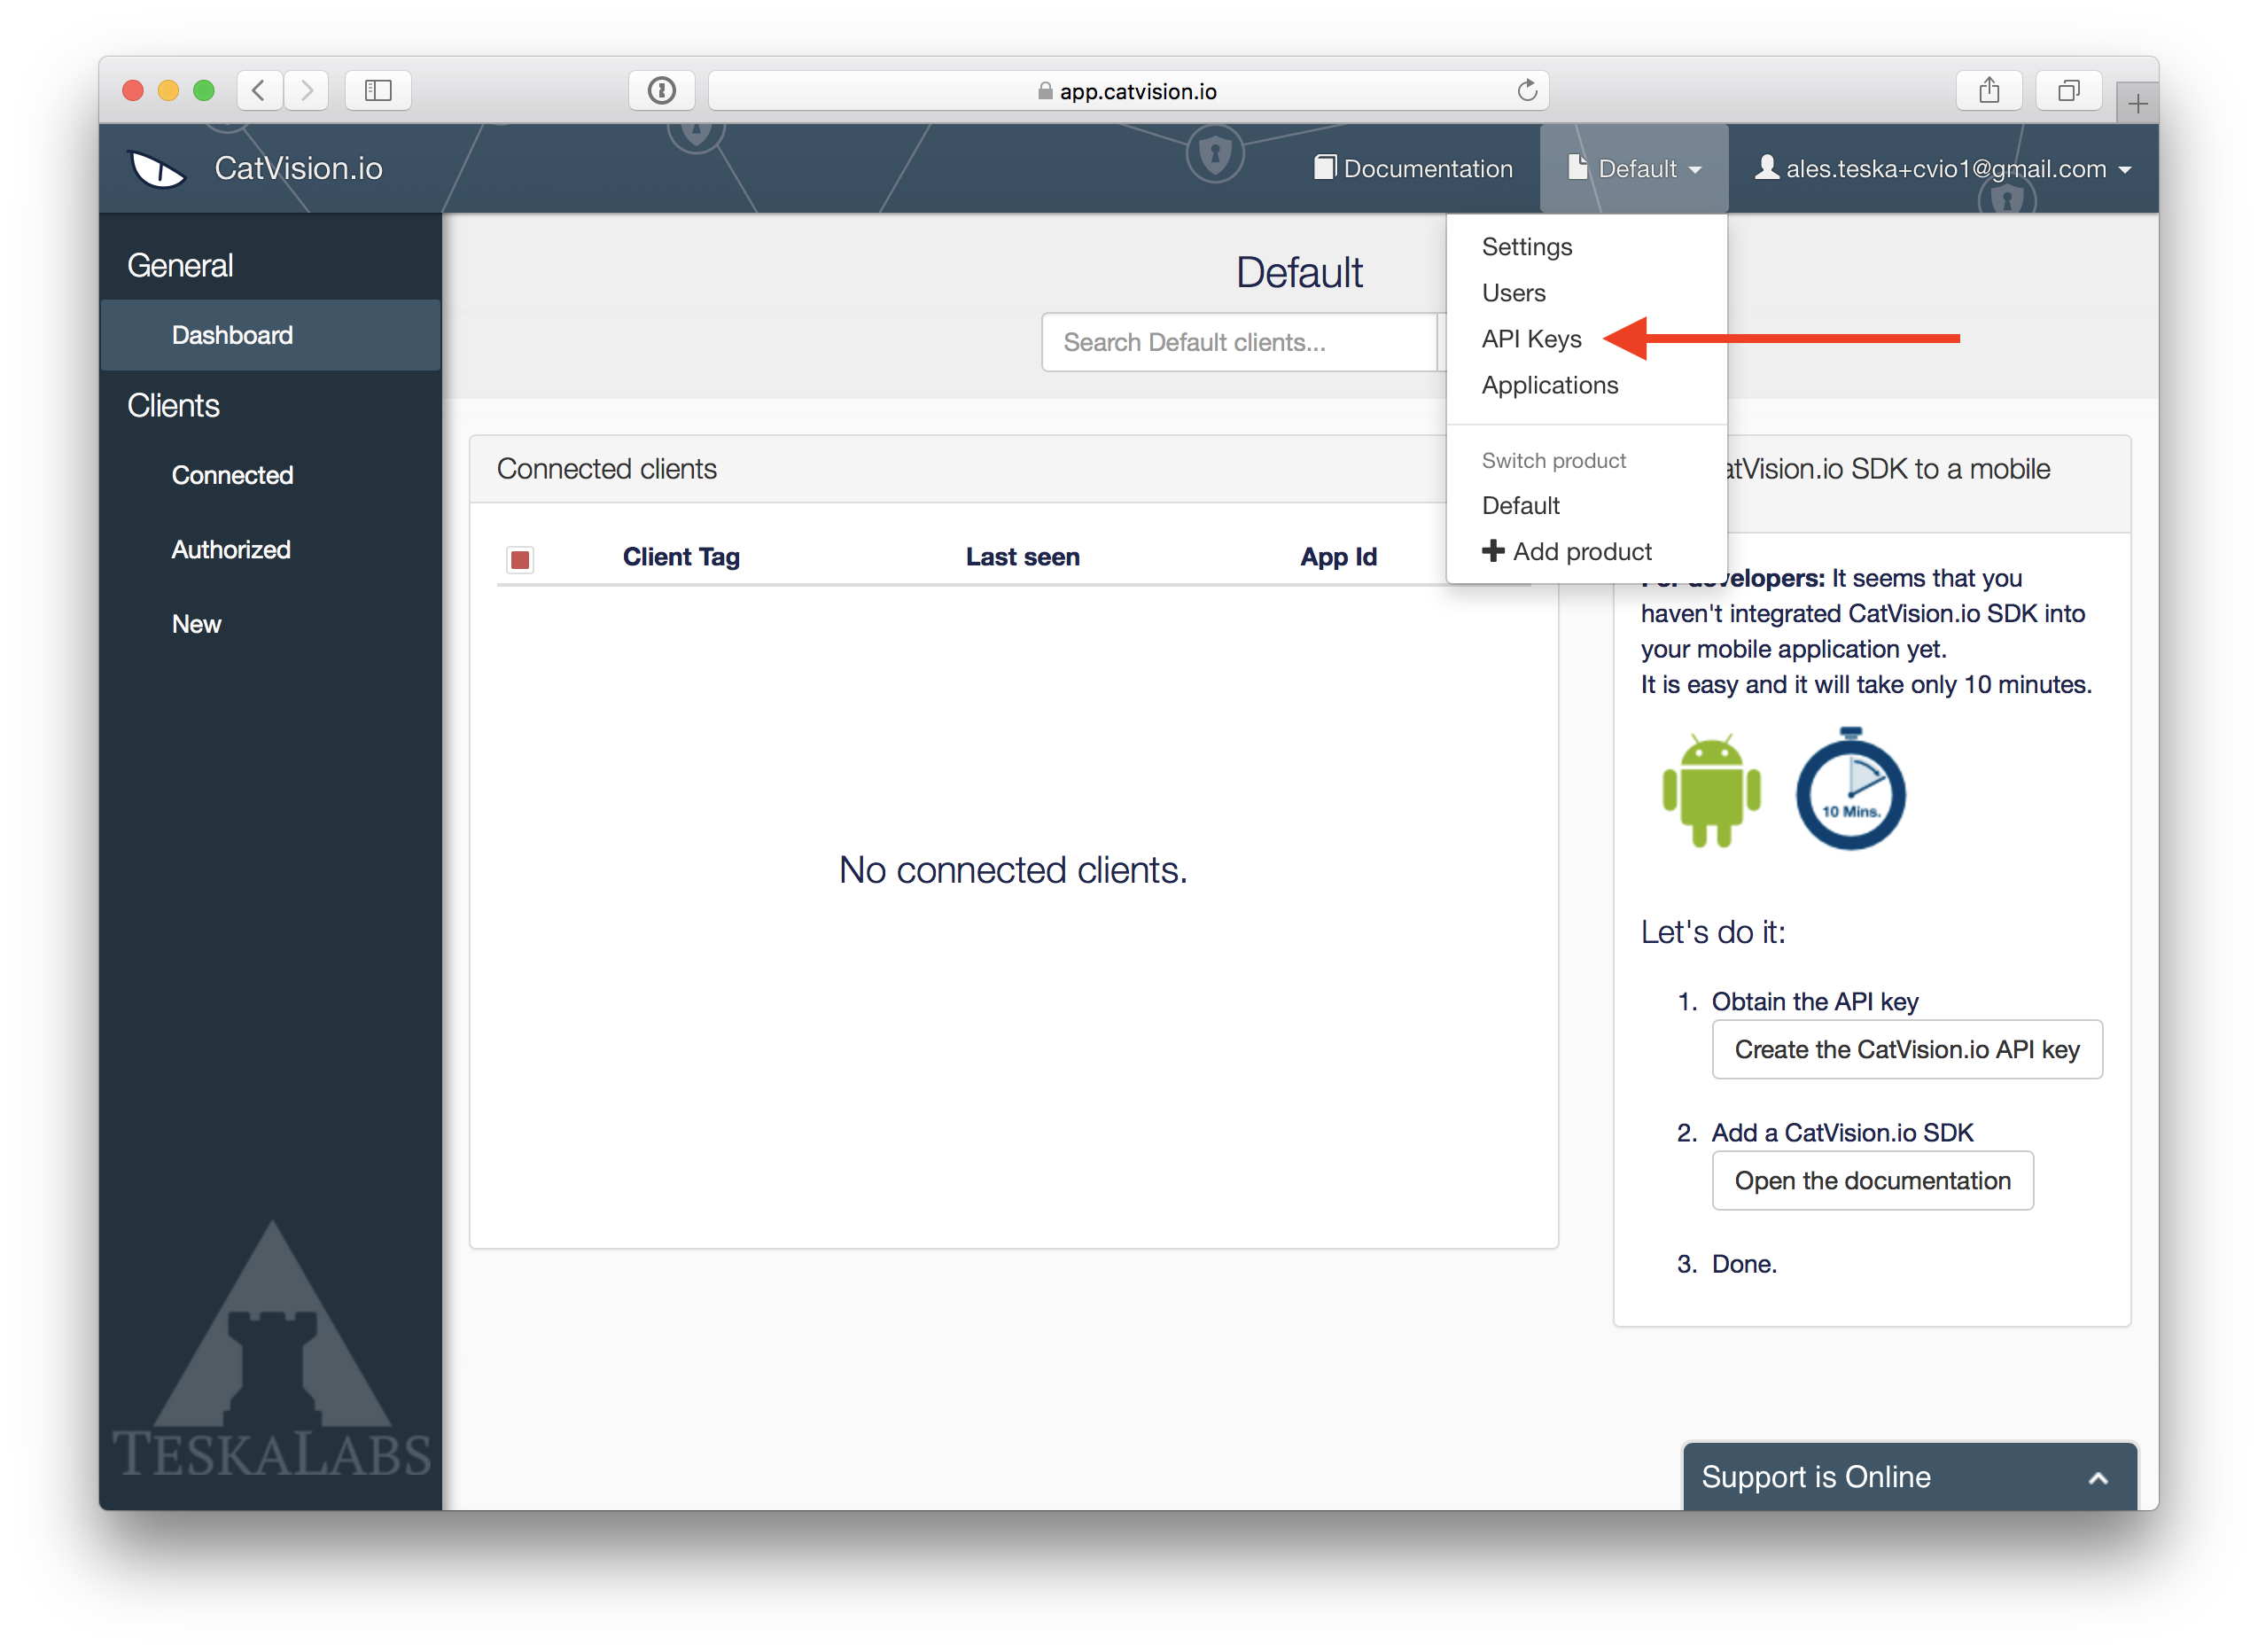 app.catvision.io
CatVision.io
Documentation
Default
ales.teska+cvio1@gmail.com
General
Dashboard
Clients
Connected
Authorized
New
TESKALABS
Default
Search Default clients...
Settings
Users
API Keys
Applications
Switch product
Default
Add product
Connected clients
Client Tag Last seen App Id
No connected clients.
CatVision.io SDK to a mobile
For developers: It seems that you
haven't integrated CatVision.io SDK into
your mobile application yet.
It is easy and it will take only 10 minutes.
10 Mins.
Let's do it:
1. Obtain the API key
Create the CatVision.io API key
2. Add a CatVision.io SDK
Open the documentation
3. Done.
Support is Online